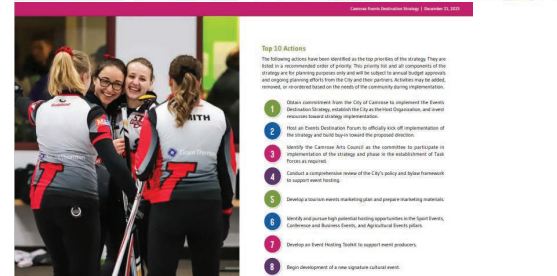 Camrose Events Destination Strategy | December 15, 2025
SMITH
Top 10 Actions
The following actions have been identified as the top priorities of the strategy. They are
listed in a recommended order of priority. This priority list and all components of the
strategy are for planning purposes only and will be subject to annual budget approvals
and ongoing planning efforts from the City and their partners. Activities may be added,
removed, or re-ordered based on the needs of the community during implementation.
1 Obtain commitment from the City of Camrose to implement the Events
Destination Strategy, establish the City as the Host Organization, and invest
resources toward strategy implementation.
2 Host an Events Destination Forum to officially kick off implementation of
the strategy and build buy-in toward the proposed direction.
3 Identify the Camrose Arts Council as the committee to participate in
implementation of the strategy and phase in the establishment of Task
Forces as required.
4 Conduct a comprehensive review of the City's policy and bylaw framework
to support event hosting.
5 Develop a tourism events marketing plan and prepare marketing materials.
6 Identify and pursue high potential hosting opportunities in the Sport Events,
Conference and Business Events, and Agricultural Events pillars.
7 Develop an Event Hosting Toolkit to support event producers.
8 Begin development of a new signature cultural event.